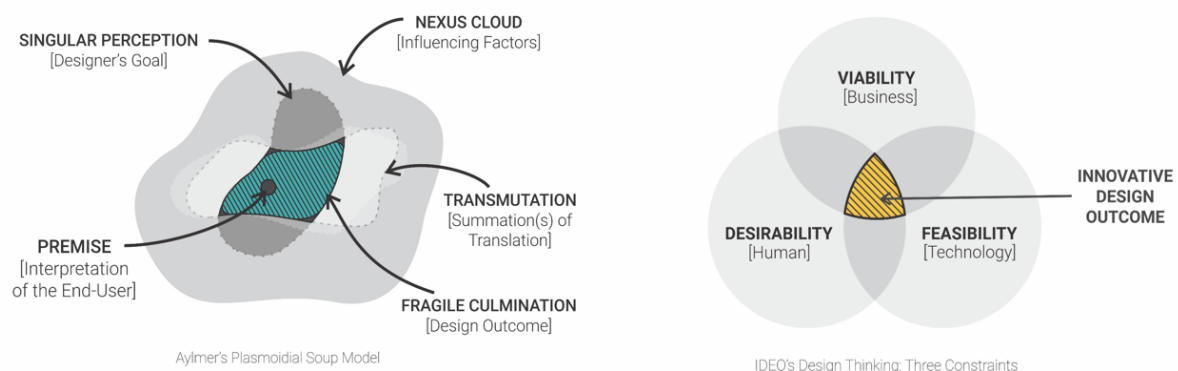 SINGULAR PERCEPTION
[Designer's Goal]
NEXUS CLOUD
[Influencing Factors]
TRANSMUTATION
[Summation(s) of
Translation]
PREMISE
[Interpretation
of the End-User]
FRAGILE CULMINATION
[Design Outcome]
Aylmer's Plasmoidial Soup Model
VIABILITY
[Business]
DESIRABILITY
[Human]
FEASIBILITY
[Technology]
INNOVATIVE
DESIGN
OUTCOME
IDEO's Design Thinking: Three Constraints